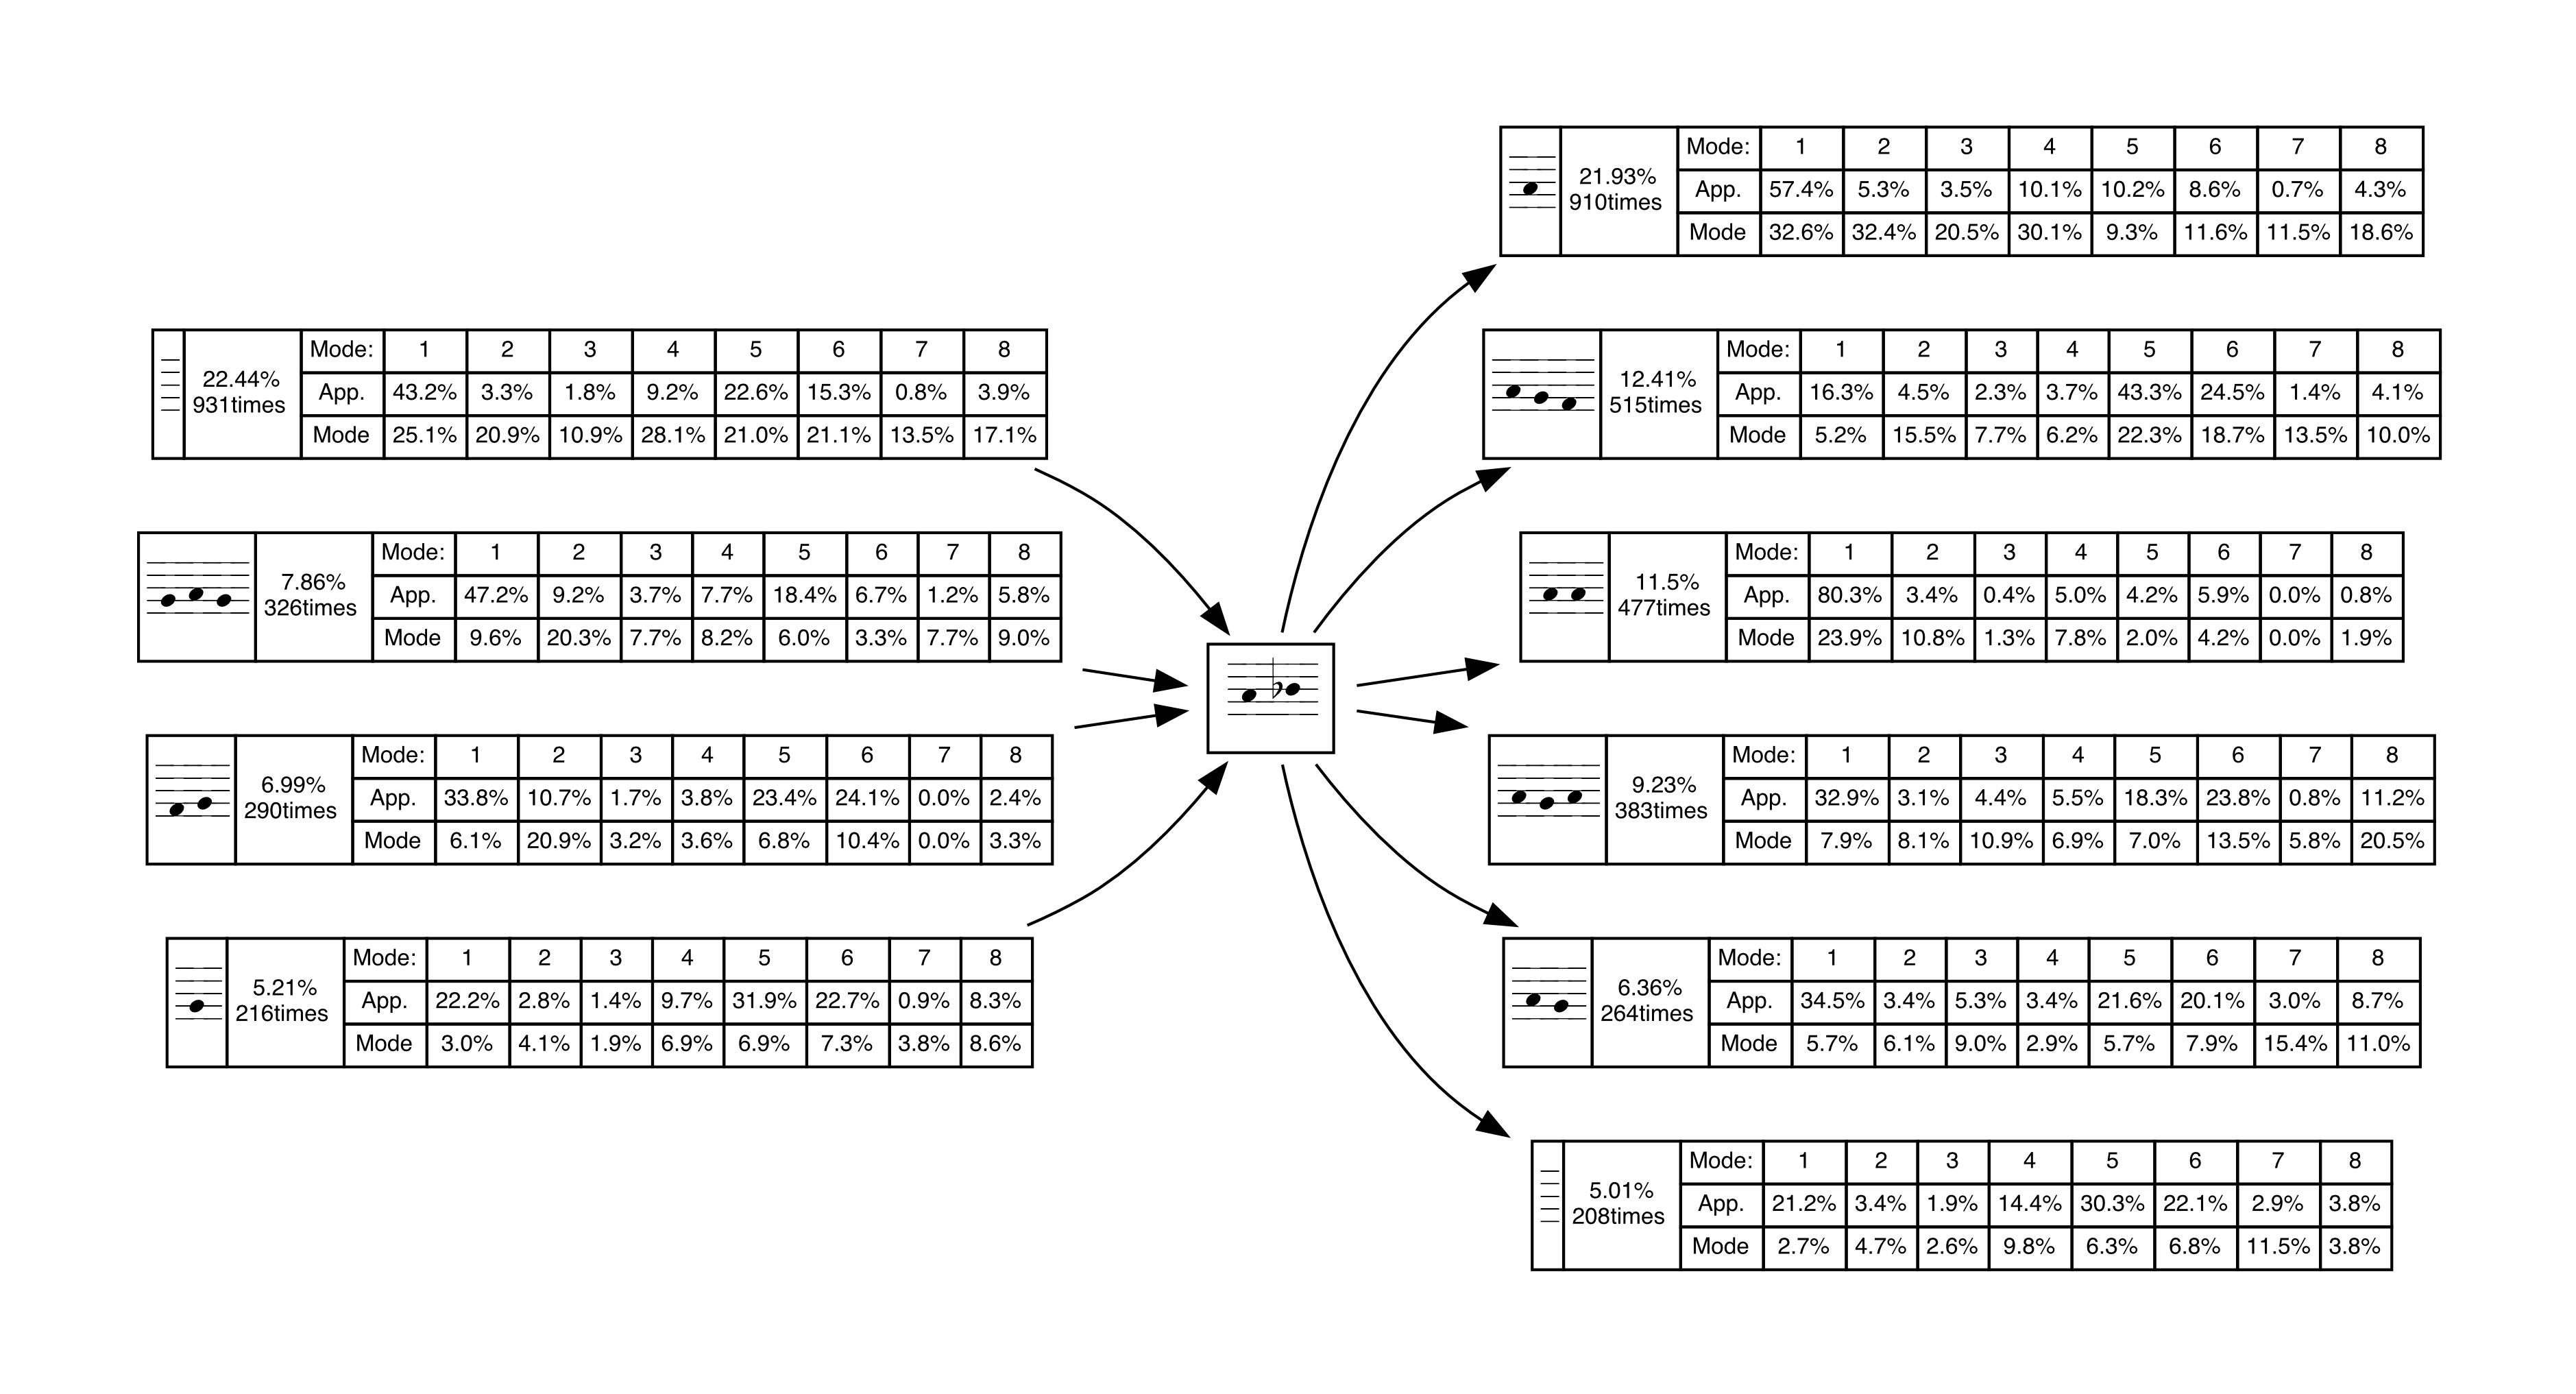 22.44%
931times
Mode: 1 2 3 4 5 6 7 8
App. 43.2% 3.3% 1.8% 9.2% 22.6% 15.3% 0.8% 3.9%
Mode 25.1% 20.9% 10.9% 28.1% 21.0% 21.1% 13.5% 17.1%
7.86%
326times
Mode: 1 2 3 4 5 6 7 8
App. 47.2% 9.2% 3.7% 7.7% 18.4% 6.7% 1.2% 5.8%
Mode 9.6% 20.3% 7.7% 8.2% 6.0% 3.3% 7.7% 9.0%
6.99%
290times
Mode: 1 2 3 4 5 6 7 8
App. 33.8% 10.7% 1.7% 3.8% 23.4% 24.1% 0.0% 2.4%
Mode 6.1% 20.9% 3.2% 3.6% 6.8% 10.4% 0.0% 3.3%
5.21%
216times
Mode: 1 2 3 4 5 6 7 8
App. 22.2% 2.8% 1.4% 9.7% 31.9% 22.7% 0.9% 8.3%
Mode 3.0% 4.1% 1.9% 6.9% 6.9% 7.3% 3.8% 8.6%
21.93%
910times
Mode: 1 2 3 4 5 6 7 8
App. 57.4% 5.3% 3.5% 10.1% 10.2% 8.6% 0.7% 4.3%
Mode 32.6% 32.4% 20.5% 30.1% 9.3% 11.6% 11.5% 18.6%
12.41%
515times
Mode: 1 2 3 4 5 6 7 8
App. 16.3% 4.5% 2.3% 3.7% 43.3% 24.5% 1.4% 4.1%
Mode 5.2% 15.5% 7.7% 6.2% 22.3% 18.7% 13.5% 10.0%
11.5%
477times
Mode: 1 2 3 4 5 6 7 8
App. 80.3% 3.4% 0.4% 5.0% 4.2% 5.9% 0.0% 0.8%
Mode 23.9% 10.8% 1.3% 7.8% 2.0% 4.2% 0.0% 1.9%
9.23%
383times
Mode: 1 2 3 4 5 6 7 8
App. 32.9% 3.1% 4.4% 5.5% 18.3% 23.8% 0.8% 11.2%
Mode 7.9% 8.1% 10.9% 6.9% 7.0% 13.5% 5.8% 20.5%
6.36%
264times
Mode: 1 2 3 4 5 6 7 8
App. 34.5% 3.4% 5.3% 3.4% 21.6% 20.1% 3.0% 8.7%
Mode 5.7% 6.1% 9.0% 2.9% 5.7% 7.9% 15.4% 11.0%
5.01%
208times
Mode: 1 2 3 4 5 6 7 8
App. 21.2% 3.4% 1.9% 14.4% 30.3% 22.1% 2.9% 3.8%
Mode 2.7% 4.7% 2.6% 9.8% 6.3% 6.8% 11.5% 3.8%